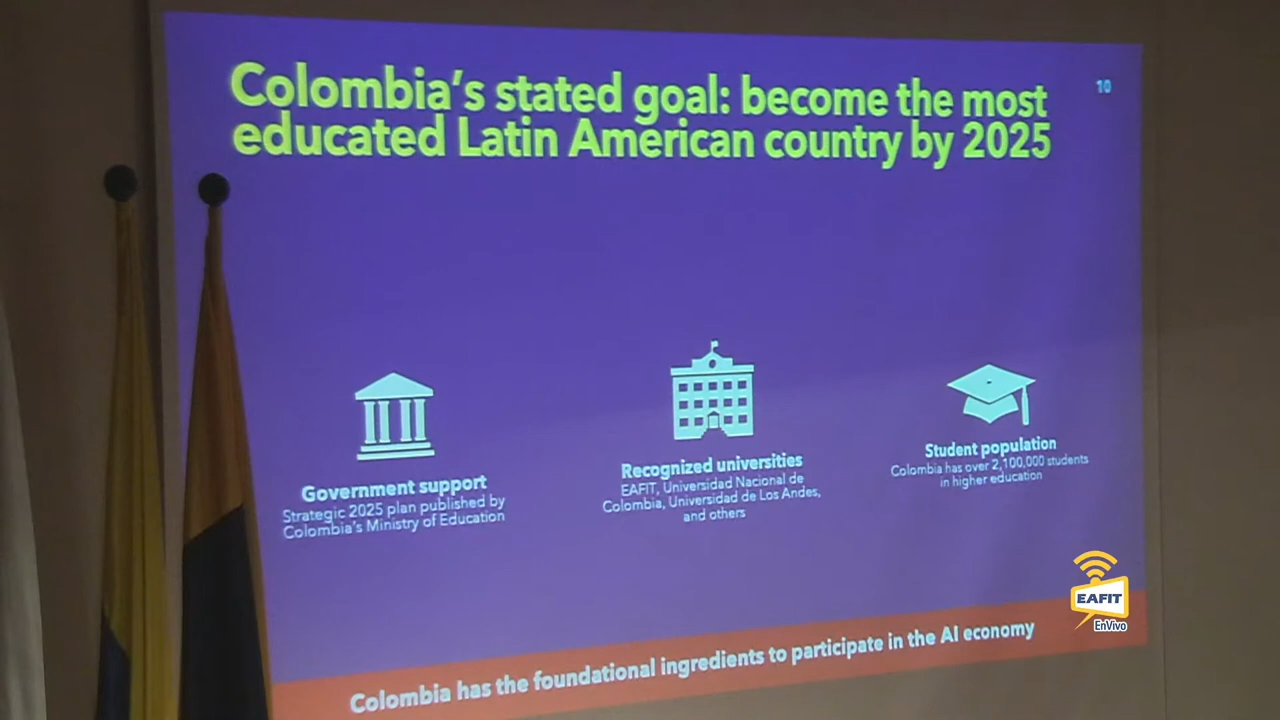 Colombia's stated goal: become the most
educated Latin American country by 2025
10
Government support
Strategic 2025 plan published by
Colombia's Ministry of Education
Recognized universities
EAFIT, Universidad Nacional de
Colombia, Universidad de Los Andes,
and others
Student population
Colombia has over 2,100,000 students
in higher education
Colombia has the foundational ingredients to participate in the AI economy
EAFIT
EnVivo